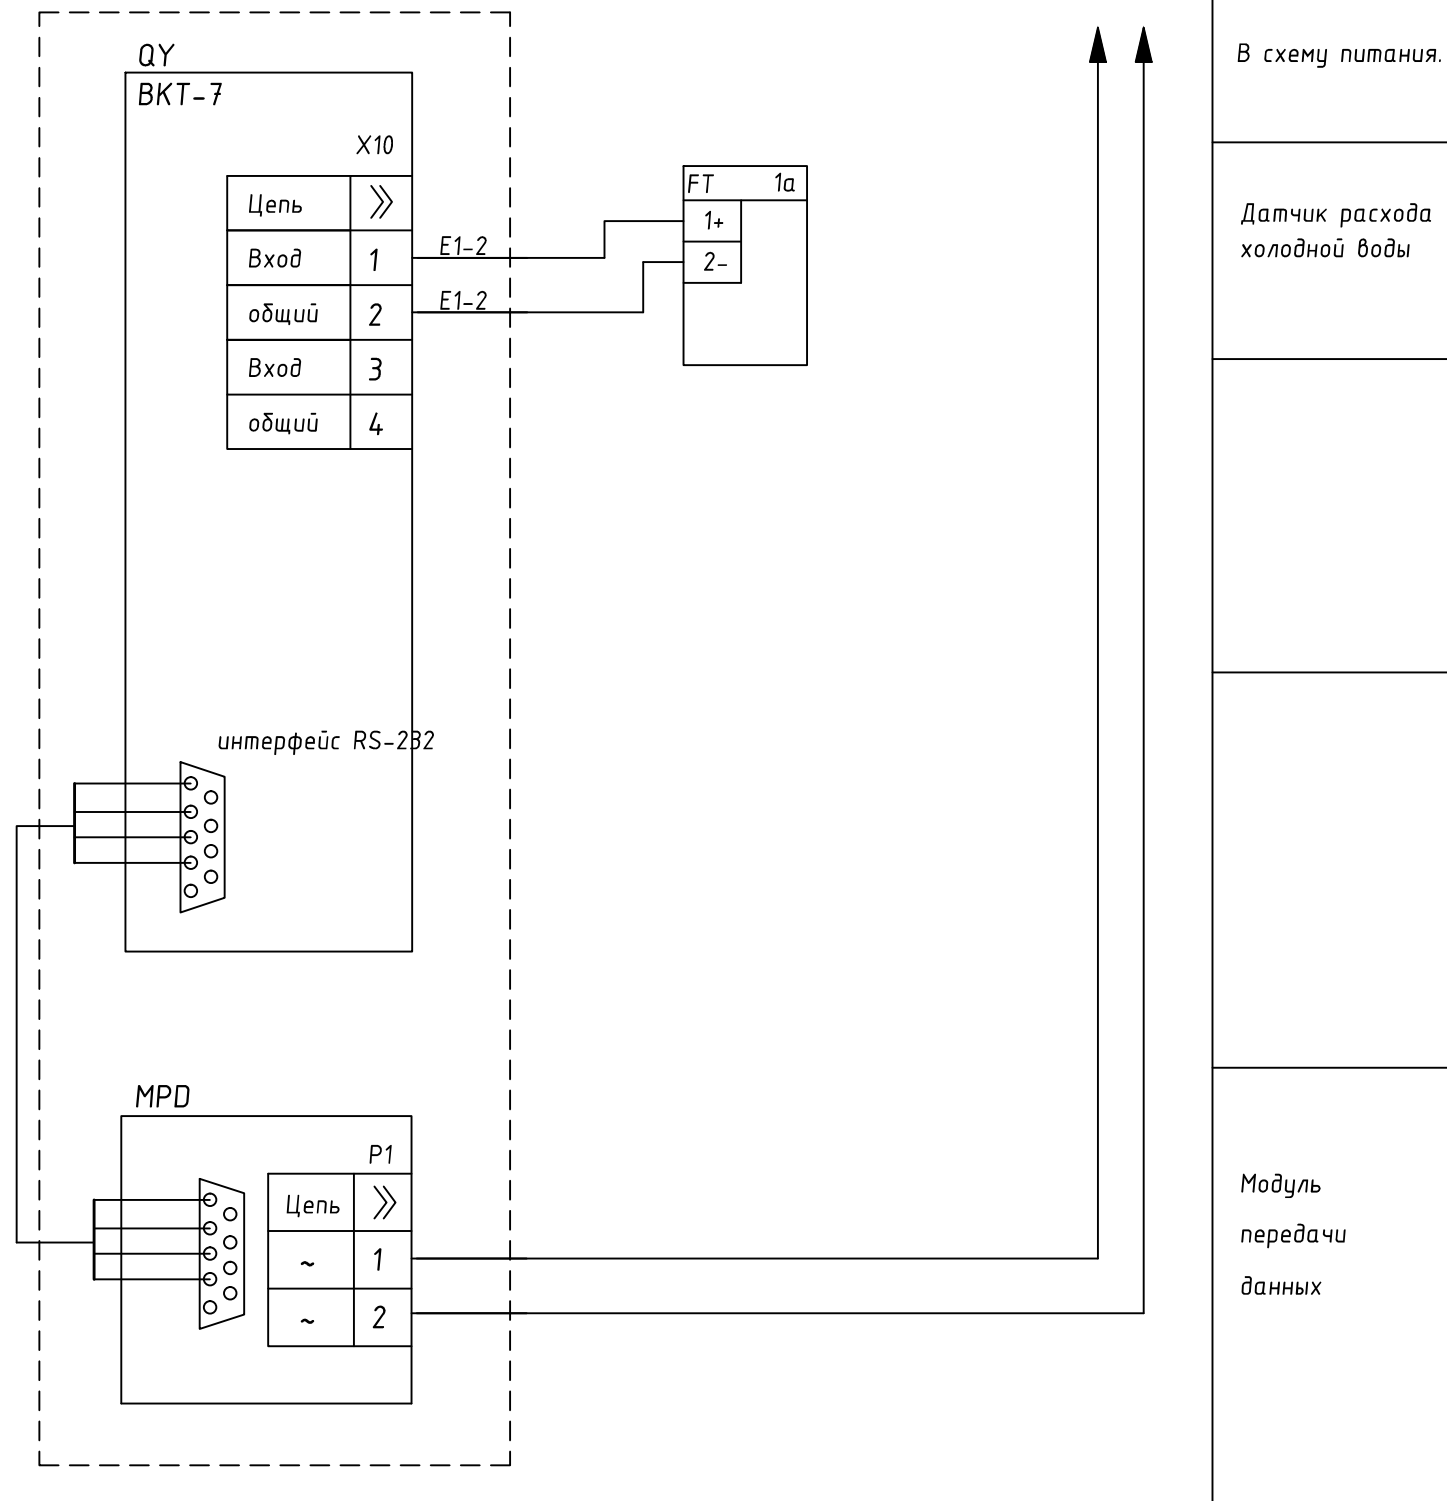 QY
ВКТ-7
X10
Цепь
Вход 1
общий 2
Вход 3
общий 4
E1-2
E1-2
FT 1а
1+
2-
интерфейс RS-232
MPD
P1
Цепь
~ 1
~ 2
В схему питания.
Датчик расхода
холодной воды
Модуль
передачи
данных